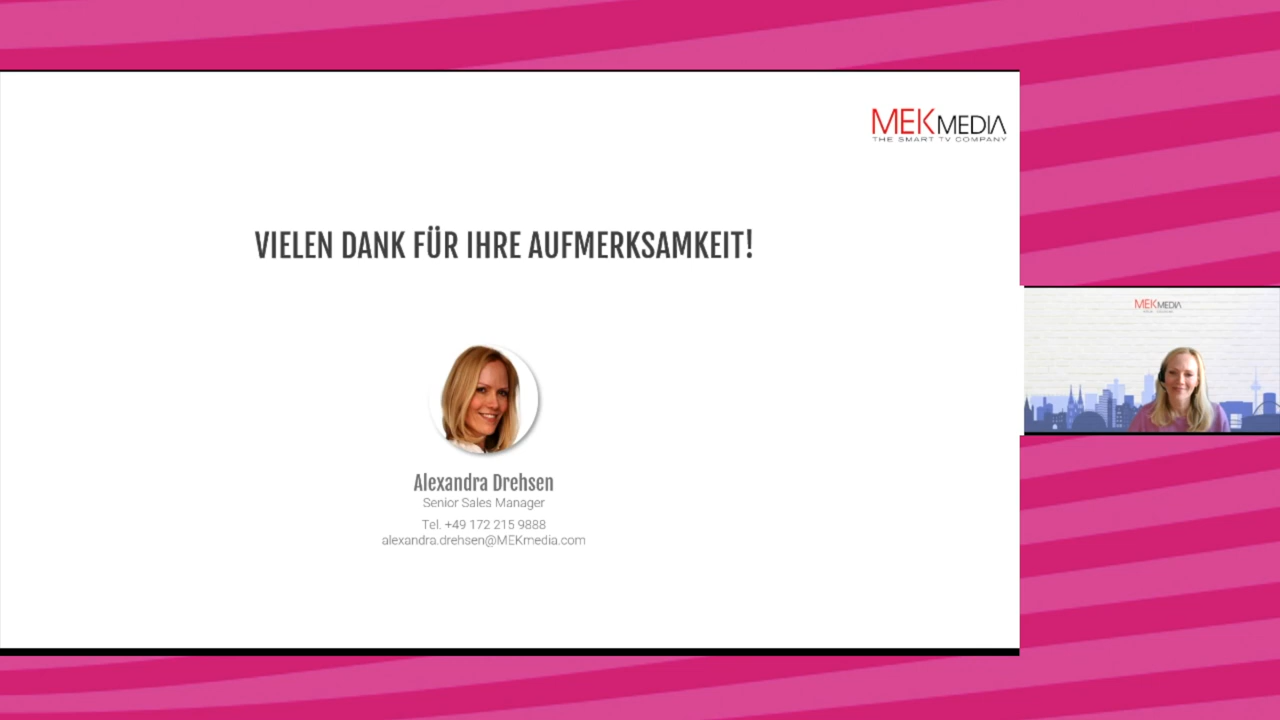 MEKMEDIA
THE SMART TV COMPANY
VIELEN DANK FÜR IHRE AUFMERKSAMKEIT!
Alexandra Drehsen
Senior Sales Manager
Tel. +49 172 215 9888
alexandra.drehsen@MEKmedia.com
MEKMEDIA